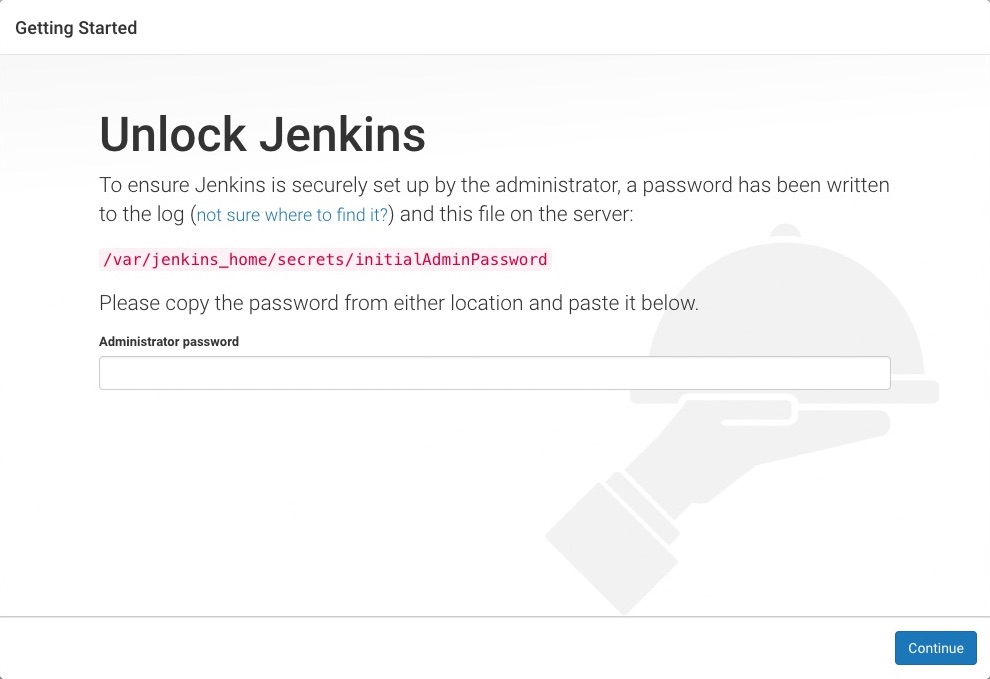 Getting Started
Unlock Jenkins
To ensure Jenkins is securely set up by the administrator, a password has been written
to the log (not sure where to find it?) and this file on the server:
/var/jenkins_home/secrets/initialAdminPassword
Please copy the password from either location and paste it below.
Administrator password
Continue